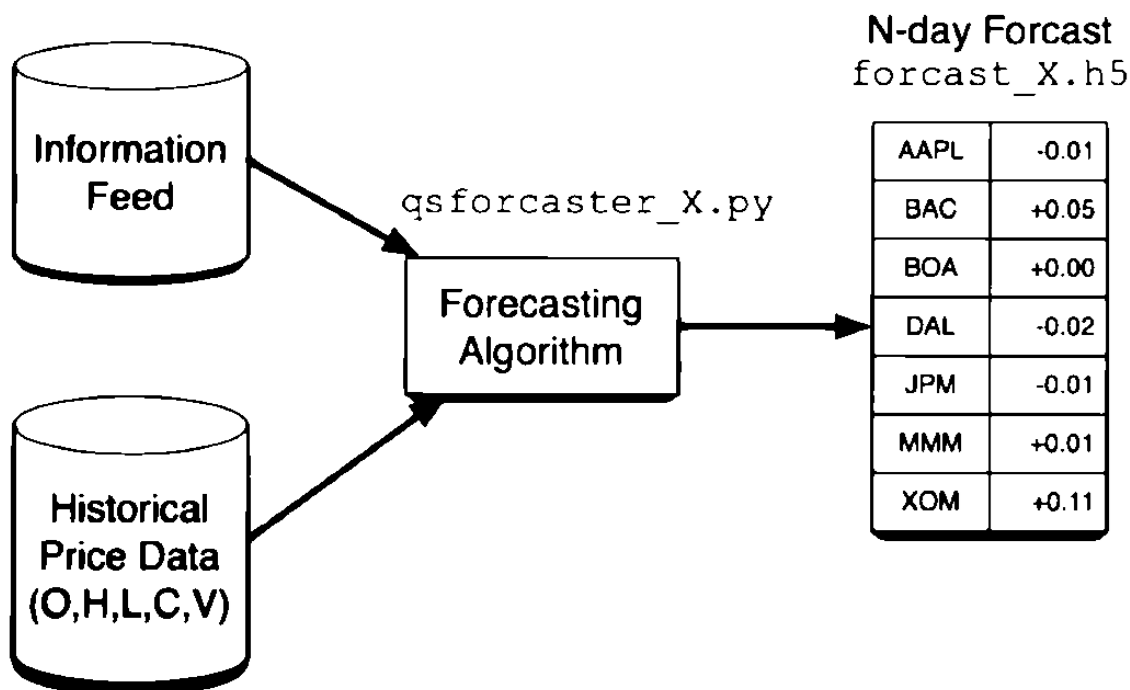 N-day Forcast
forcast_X.h5
Information
Feed
qsforcaster_X.py
Forecasting
Algorithm
Historical
Price Data
(O,H,L,C,V)
AAPL -0.01
BAC +0.05
BOA +0.00
DAL -0.02
JPM -0.01
MMM +0.01
XOM +0.11